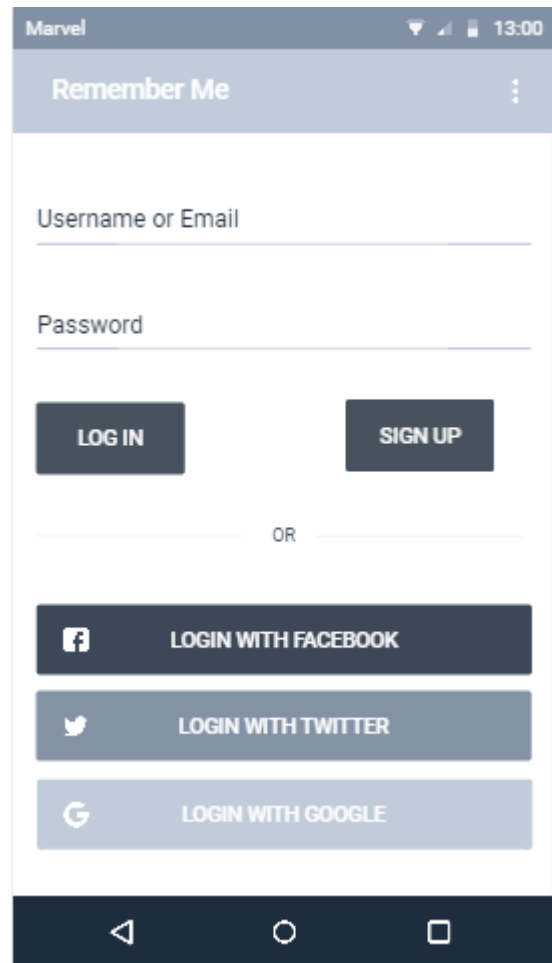 Marvel 13:00
Remember Me
Username or Email
Password
LOG IN SIGN UP
OR
LOGIN WITH FACEBOOK
LOGIN WITH TWITTER
LOGIN WITH GOOGLE